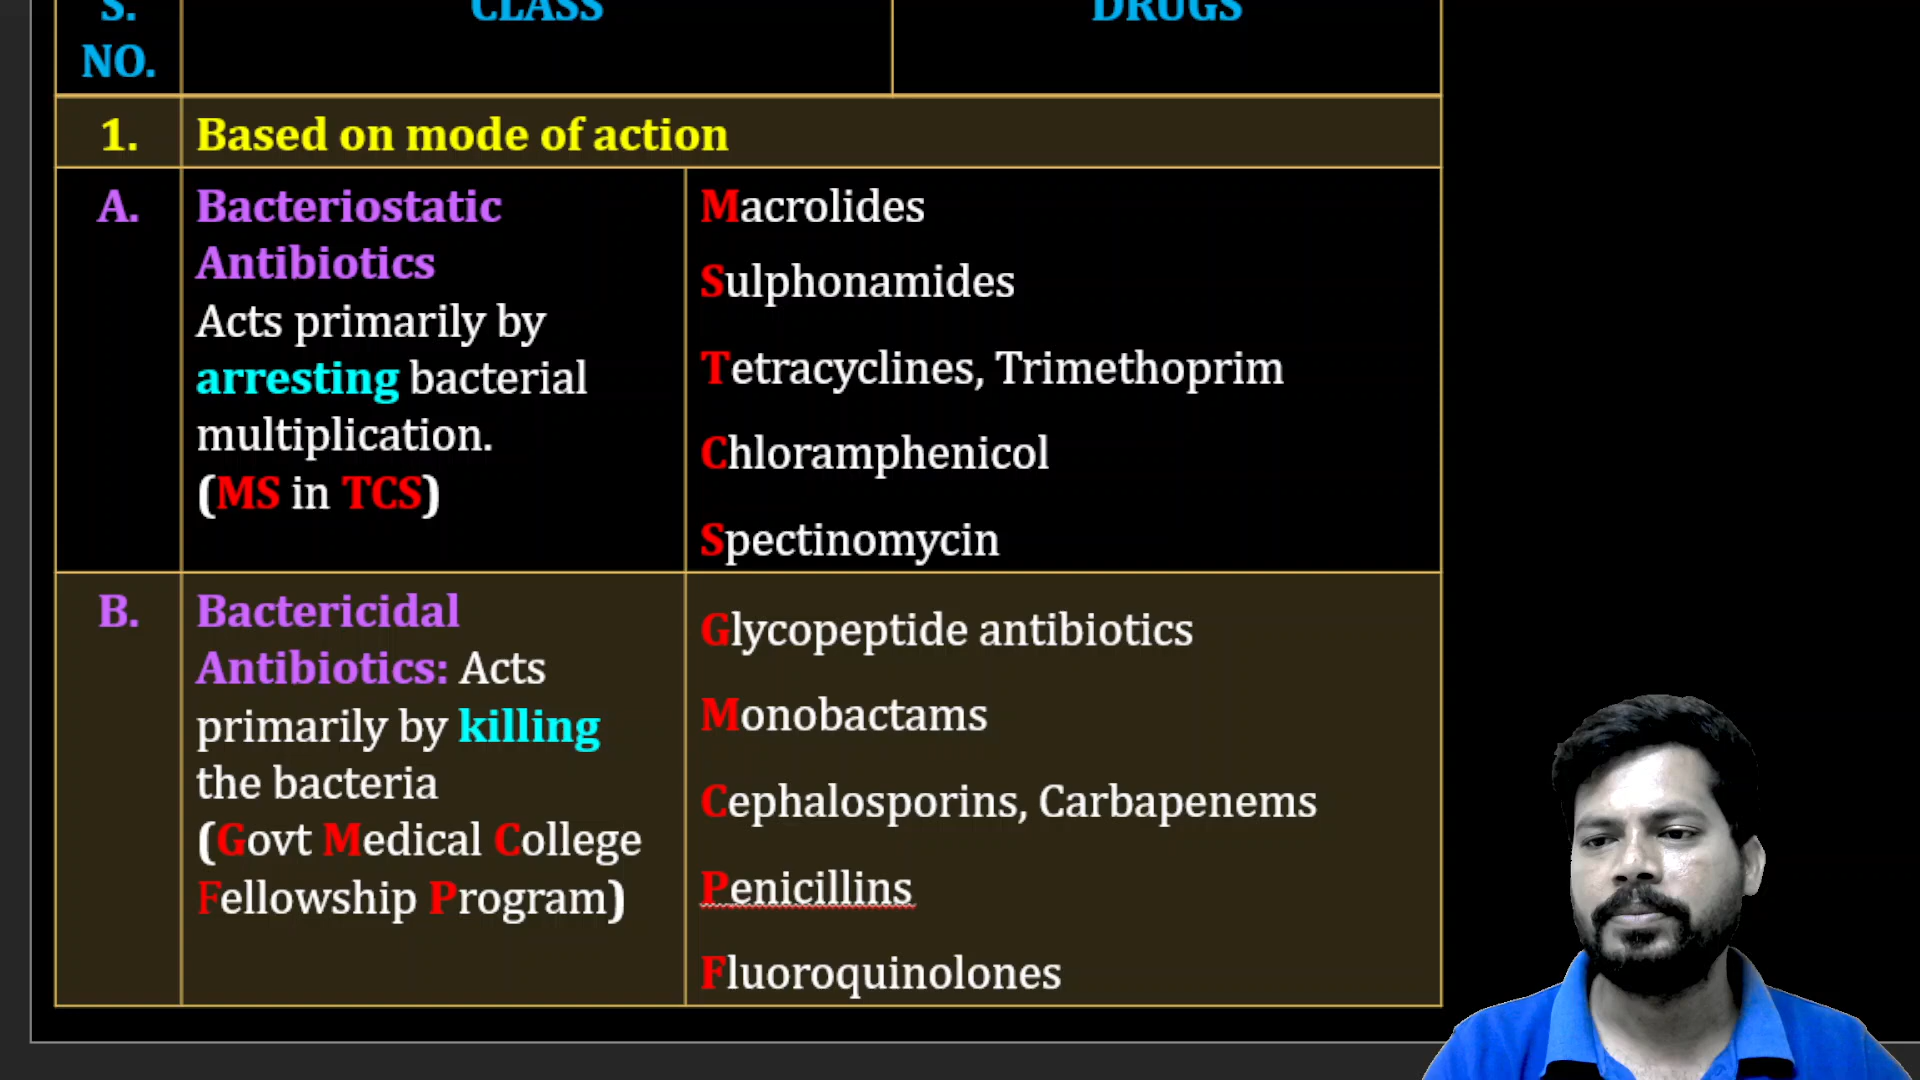 S. NO.
CLASS
DRUGS
1.
Based on mode of action
A.
Bacteriostatic
Antibiotics
Acts primarily by
arresting bacterial
multiplication.
(MS in TCS)
Macrolides
Sulphonamides
Tetracyclines, Trimethoprim
Chloramphenicol
Spectinomycin
B.
Bactericidal
Antibiotics: Acts
primarily by killing
the bacteria
(Govt Medical College
Fellowship Program)
Glycopeptide antibiotics
Monobactams
Cephalosporins, Carbapenems
Penicillins
Fluoroquinolones